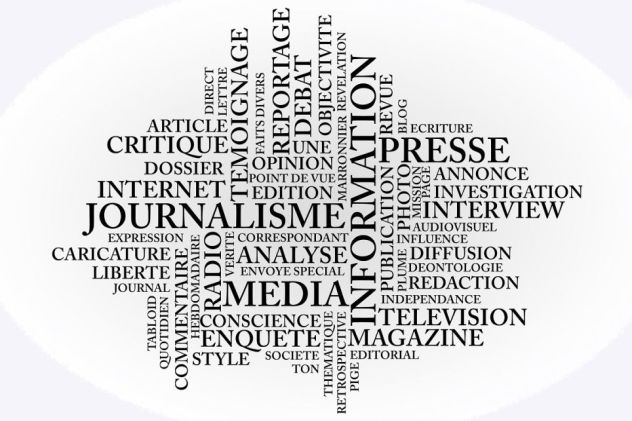 DIRECT
LETTRE
TEMOIGNAGE
FAITS DIVERS
REPORTAGE
DEBAT
OBJECTIVITE
REVELATION
MARRONNIER
INFORMATION
REVUE
BLOG
ARTICLE
CRITIQUE
DOSSIER
INTERNET
UNE
OPINION
POINT DE VUE
EDITION
ECRITURE
PRESSE
ANNONCE
INVESTIGATION
INTERVIEW
PHOTO
MISSION
PAGE
PUBLICATION
JOURNALISME
AUDIOVISUEL
INFLUENCE
EXPRESSION
CARICATURE
LIBERTE
JOURNAL
HEBDOMADAIRE
RADIO
VERITE
CORRESPONDANT
ANALYSE
ENVOYE SPECIAL
MEDIA
PLUME
DIFFUSION
DEONTOLOGIE
REDACTION
INDEPENDANCE
TABLOID
QUOTIDIEN
COMMENTAIRE
CONSCIENCE
ENQUETE
STYLE
SOCIETE
TON
THEMATIQUE
RETROSPECTIVE
PIGE
TELEVISION
MAGAZINE
EDITORIAL